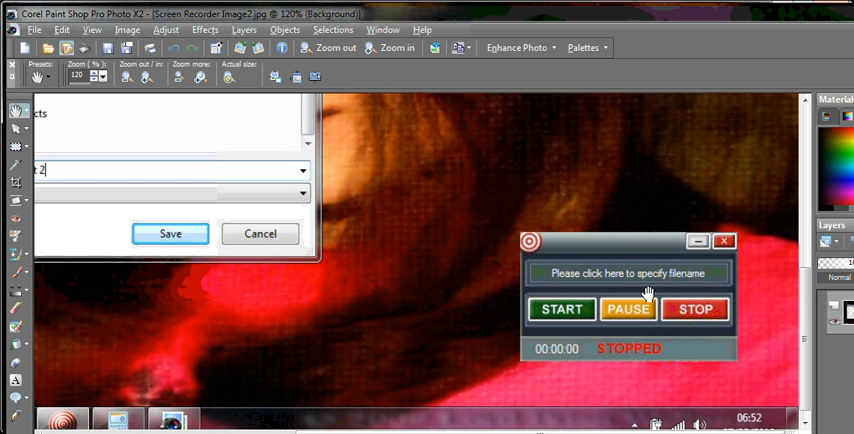 Corel Paint Shop Pro Photo X2 - [Screen Recorder Image2.jpg @ 120% (Background)]
File Edit View Image Adjust Effects Layers Objects Selections Window Help
Zoom out Zoom in Enhance Photo Palettes
Presets: Zoom ( % ): Zoom out / in: Zoom more: Actual size:
120
cts
t 2
Save Cancel
Please click here to specify filename
START PAUSE STOP
00:00:00 STOPPED
06:52
Material
Layers
10
Normal
A